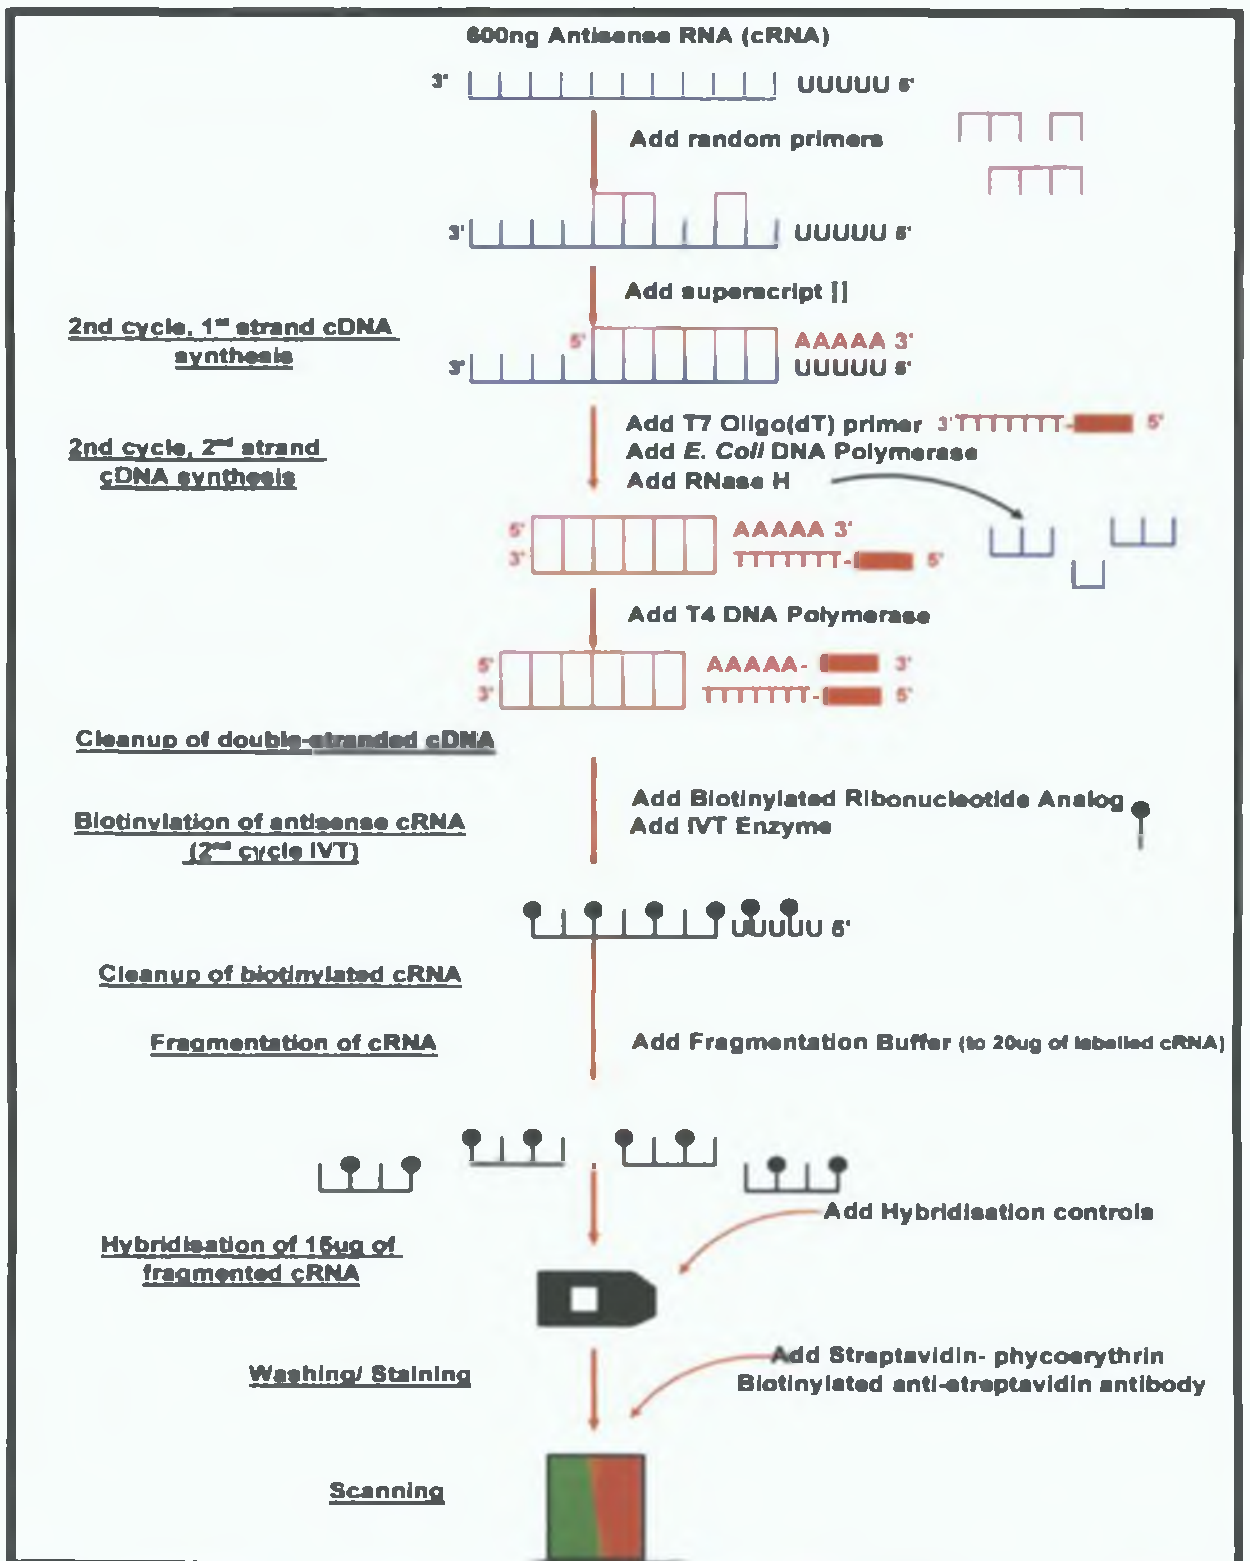 600ng Antisense RNA (cRNA)
3' UUUUU 5'
Add random primers
3' UUUUU 5'
Add superscript II
2nd cycle, 1st strand cDNA
synthesis
5' AAAAA 3'
3' UUUUU 5'
2nd cycle, 2nd strand
cDNA synthesis
Add T7 Oligo(dT) primer 3' TTTTTTT- 5'
Add E. Coli DNA Polymerase
Add RNase H
5' AAAAA 3'
3' TTTTTTT- 5'
Add T4 DNA Polymerase
5' AAAAA- 3'
3' TTTTTTT- 5'
Cleanup of double-stranded cDNA
Add Biotinylated Ribonucleotide Analog
Add IVT Enzyme
Biotinylation of antisense cRNA
(2nd cycle IVT)
UUUUU 5'
Cleanup of biotinylated cRNA
Fragmentation of cRNA
Add Fragmentation Buffer (to 20ug of labelled cRNA)
Add Hybridisation controls
Hybridisation of 15ug of
fragmented cRNA
Washing/ Staining
Add Streptavidin- phycoerythrin
Biotinylated anti-streptavidin antibody
Scanning